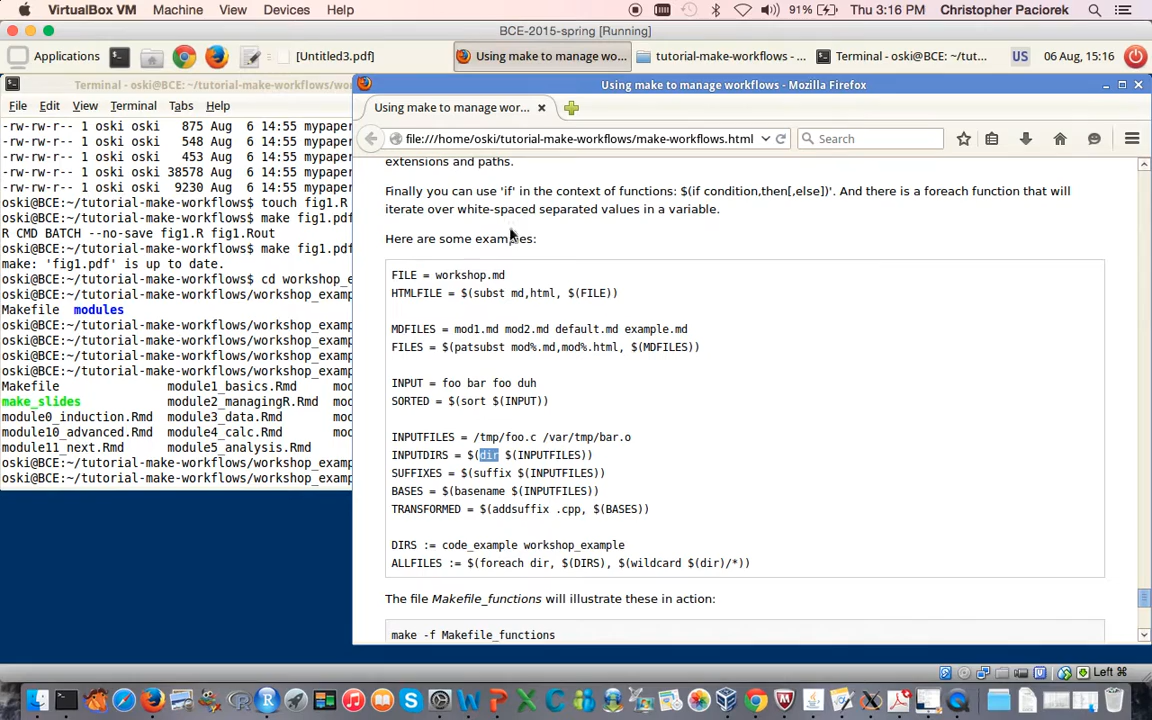 VirtualBox VM Machine View Devices Help 91% Thu 3:16 PM Christopher Paciorek
BCE-2015-spring [Running]
Applications [Untitled3.pdf] Using make to manage wo... tutorial-make-workflows - ... Terminal - oski@BCE: ~/tut... US 06 Aug, 15:16
Terminal - oski@BCE: ~/tutorial-make-workflows/wo
File Edit View Terminal Tabs Help
-rw-rw-r-- 1 oski oski 875 Aug 6 14:55 mypaper
-rw-rw-r-- 1 oski oski 548 Aug 6 14:55 mypaper
-rw-rw-r-- 1 oski oski 453 Aug 6 14:55 mypaper
-rw-rw-r-- 1 oski oski 38578 Aug 6 14:55 mypaper
-rw-rw-r-- 1 oski oski 9230 Aug 6 14:55 mypaper
oski@BCE:~/tutorial-make-workflows$ touch fig1.R
oski@BCE:~/tutorial-make-workflows$ make fig1.pdf
R CMD BATCH --no-save fig1.R fig1.Rout
oski@BCE:~/tutorial-make-workflows$ make fig1.pdf
make: 'fig1.pdf' is up to date.
oski@BCE:~/tutorial-make-workflows$ cd workshop_e
oski@BCE:~/tutorial-make-workflows/workshop_examp
Makefile modules
oski@BCE:~/tutorial-make-workflows/workshop_examp
oski@BCE:~/tutorial-make-workflows/workshop_examp
oski@BCE:~/tutorial-make-workflows/workshop_examp
oski@BCE:~/tutorial-make-workflows/workshop_examp
Makefile module1_basics.Rmd mod
make_slides module2_managingR.Rmd mod
module0_induction.Rmd module3_data.Rmd mod
module10_advanced.Rmd module4_calc.Rmd mod
module11_next.Rmd module5_analysis.Rmd
oski@BCE:~/tutorial-make-workflows/workshop_examp
oski@BCE:~/tutorial-make-workflows/workshop_examp
Using make to manage workflows - Mozilla Firefox
Using make to manage wor...
file:///home/oski/tutorial-make-workflows/make-workflows.html Search
extensions and paths.
Finally you can use 'if' in the context of functions: $(if condition,then[,else])'. And there is a foreach function that will
iterate over white-spaced separated values in a variable.
Here are some examples:
FILE = workshop.md
HTMLFILE = $(subst md,html, $(FILE))
MDFILES = mod1.md mod2.md default.md example.md
FILES = $(patsubst mod%.md,mod%.html, $(MDFILES))
INPUT = foo bar foo duh
SORTED = $(sort $(INPUT))
INPUTFILES = /tmp/foo.c /var/tmp/bar.o
INPUTDIRS = $(dir $(INPUTFILES))
SUFFIXES = $(suffix $(INPUTFILES))
BASES = $(basename $(INPUTFILES))
TRANSFORMED = $(addsuffix .cpp, $(BASES))
DIRS := code_example workshop_example
ALLFILES := $(foreach dir, $(DIRS), $(wildcard $(dir)/*))
The file Makefile_functions will illustrate these in action:
make -f Makefile_functions
Left ⌘